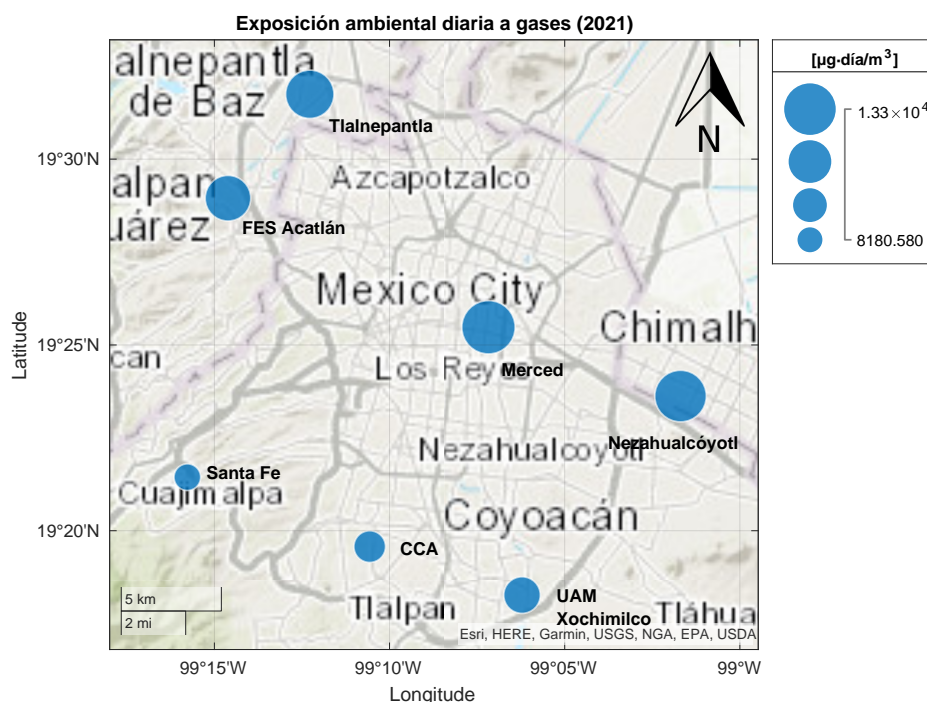 Exposición ambiental diaria a gases (2021)
alnepantla
de Baz
Tlalnepantla
N
[µg·día/m³]
1.33×10⁴
8180.580
19°30'N
Azcapotzalco
alpan
uárez
FES Acatlán
Mexico City
Chimalh
19°25'N
can
Los Reyes
Merced
Nezahualcóyotl
Nezahualcoyotl
Santa Fe
Cuajimalpa
Coyoacán
19°20'N
CCA
5 km
2 mi
Tlalpan
UAM
Xochimilco
Tláhua
Esri, HERE, Garmin, USGS, NGA, EPA, USDA
99°15'W
99°10'W
99°05'W
99°W
Latitude
Longitude